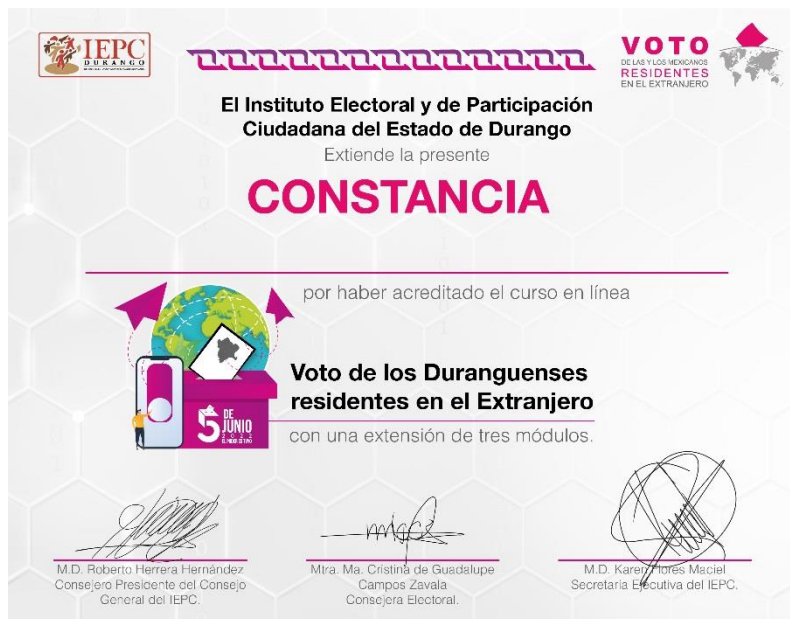 IEPC
DURANGO
VOTO
DE LAS Y LOS MEXICANOS
RESIDENTES
EN EL EXTRANJERO
El Instituto Electoral y de Participación
Ciudadana del Estado de Durango
Extiende la presente
CONSTANCIA
por haber acreditado el curso en línea
Voto de los Duranguenses
residentes en el Extranjero
con una extensión de tres módulos.
5 DE
JUNIO
2022
M.D. Roberto Herrera Hernández
Consejero Presidente del Consejo
General del IEPC.
Mtra. Ma. Cristina de Guadalupe
Campos Zavala
Consejera Electoral.
M.D. Karen Flores Maciel
Secretaria Ejecutiva del IEPC.